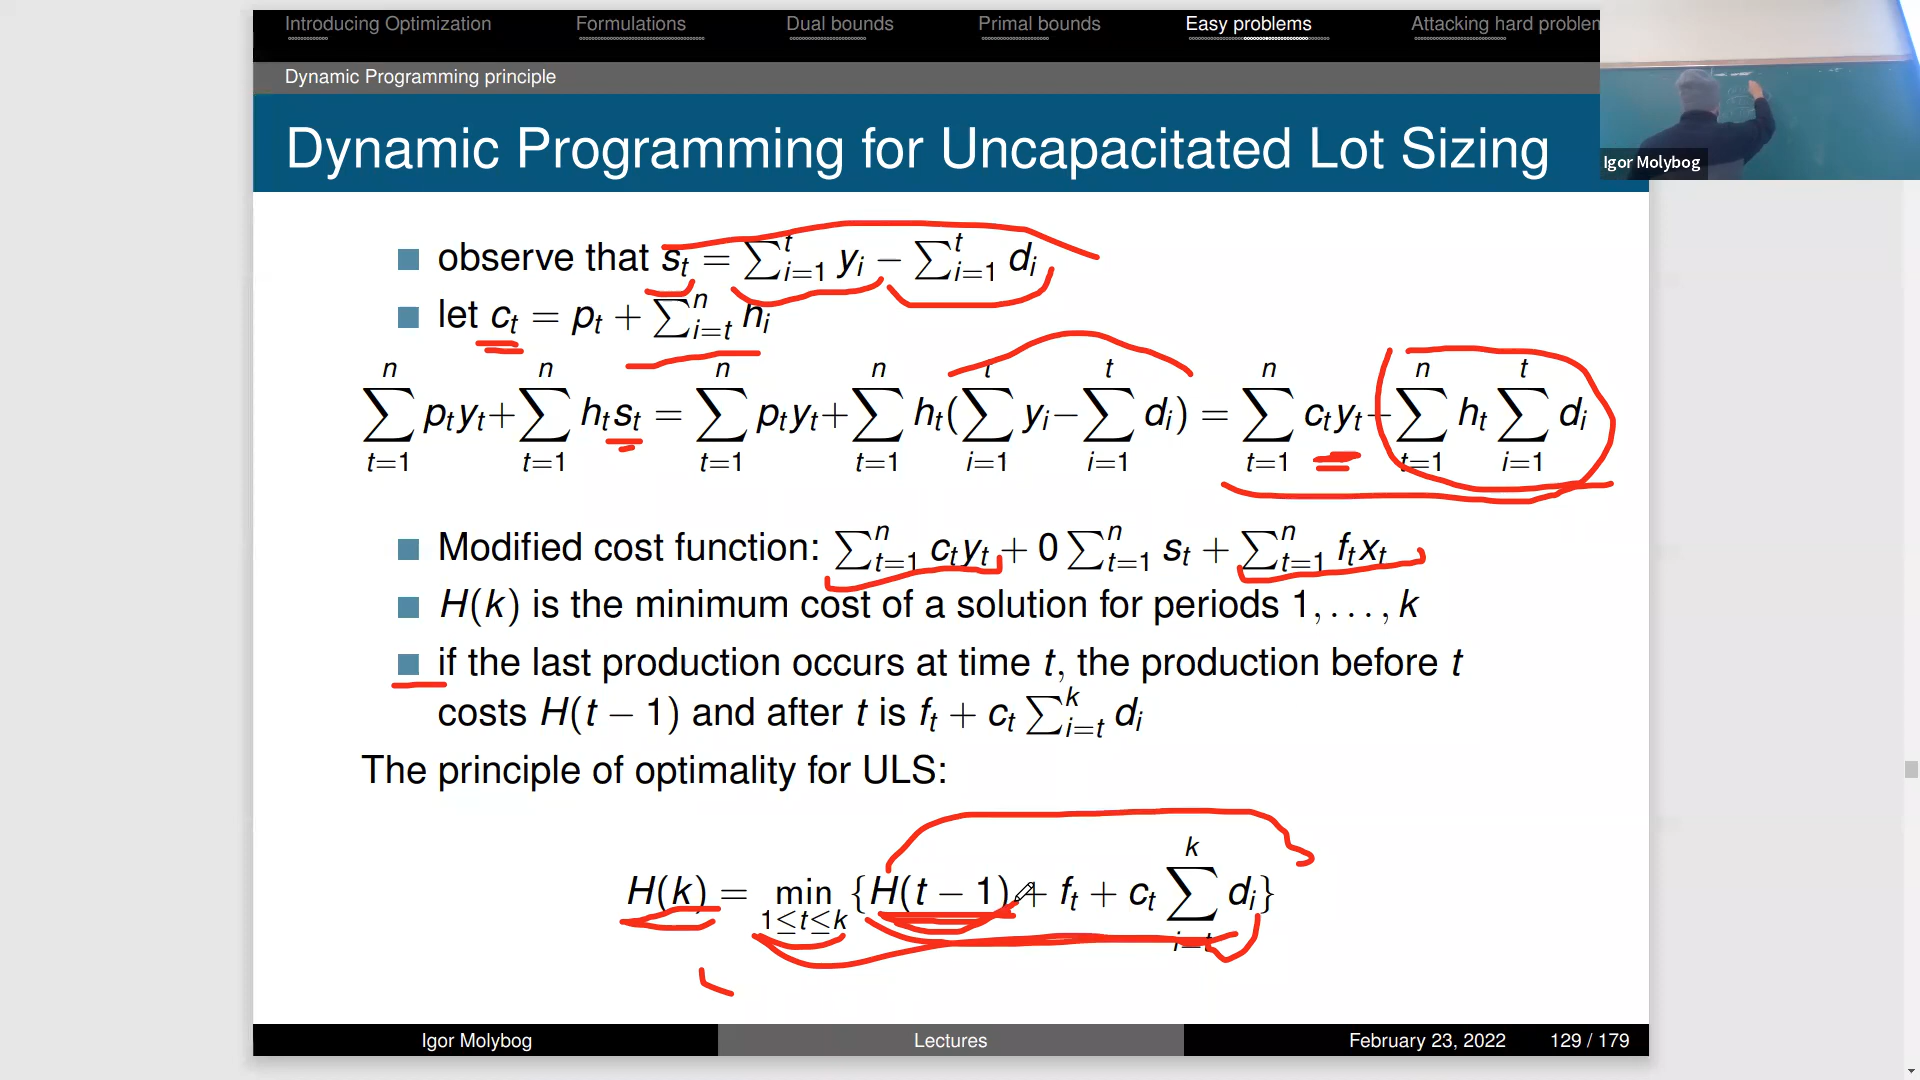 Introducing Optimization Formulations Dual bounds Primal bounds Easy problems Attacking hard problem
Dynamic Programming principle
Dynamic Programming for Uncapacitated Lot Sizing
Igor Molybog
observe that s_t = ∑_{i=1}^t y_i − ∑_{i=1}^t d_i
let c_t = p_t + ∑_{i=t}^n h_i
∑_{t=1}^n p_t y_t + ∑_{t=1}^n h_t s_t = ∑_{t=1}^n p_t y_t + ∑_{t=1}^n h_t ( ∑_{i=1}^t y_i − ∑_{i=1}^t d_i ) = ∑_{t=1}^n c_t y_t − ∑_{t=1}^n h_t ∑_{i=1}^t d_i
Modified cost function: ∑_{t=1}^n c_t y_t + 0 ∑_{t=1}^n s_t + ∑_{t=1}^n f_t x_t
H(k) is the minimum cost of a solution for periods 1, . . . , k
if the last production occurs at time t, the production before t
costs H(t − 1) and after t is f_t + c_t ∑_{i=t}^k d_i
The principle of optimality for ULS:
H(k) = min_{1≤t≤k} {H(t − 1) + f_t + c_t ∑_{i=t}^k d_i}
Igor Molybog Lectures February 23, 2022 129 / 179